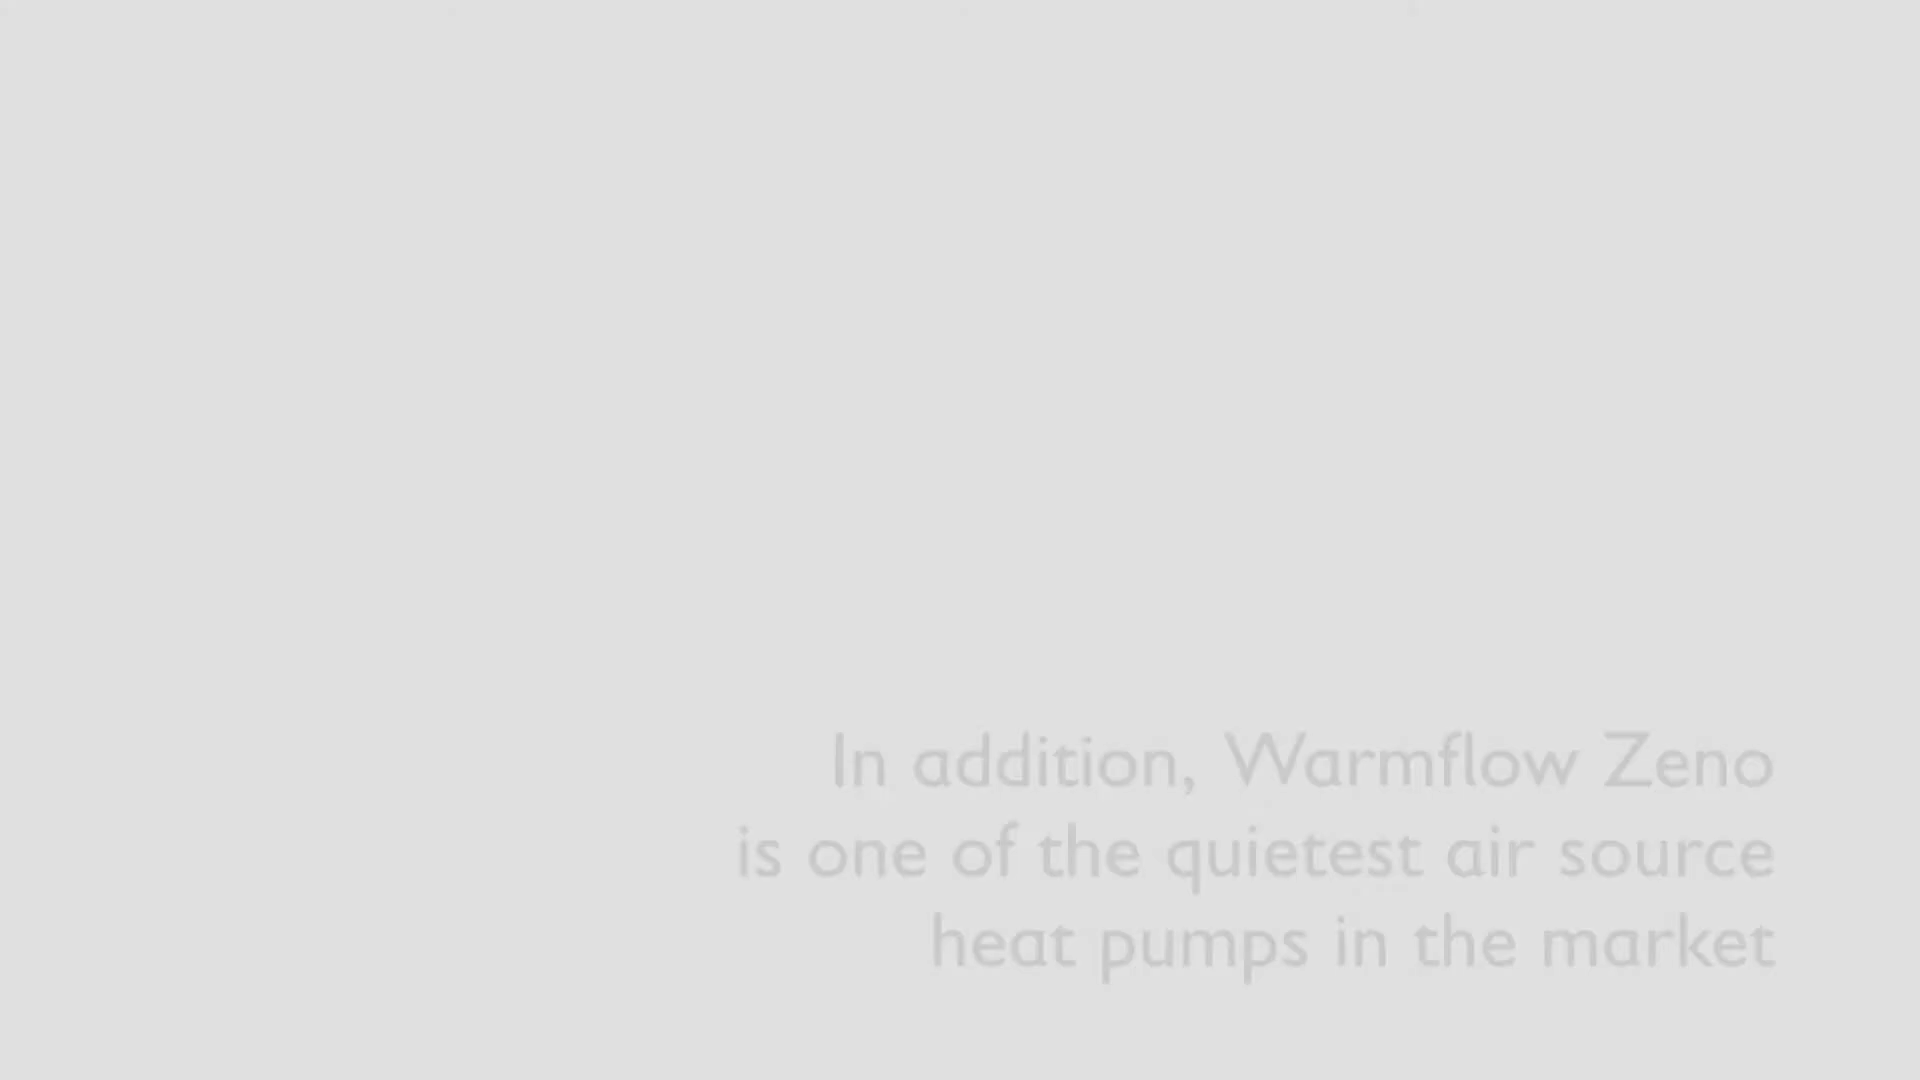 In addition, Warmflow Zeno
is one of the quietest air source
heat pumps in the market